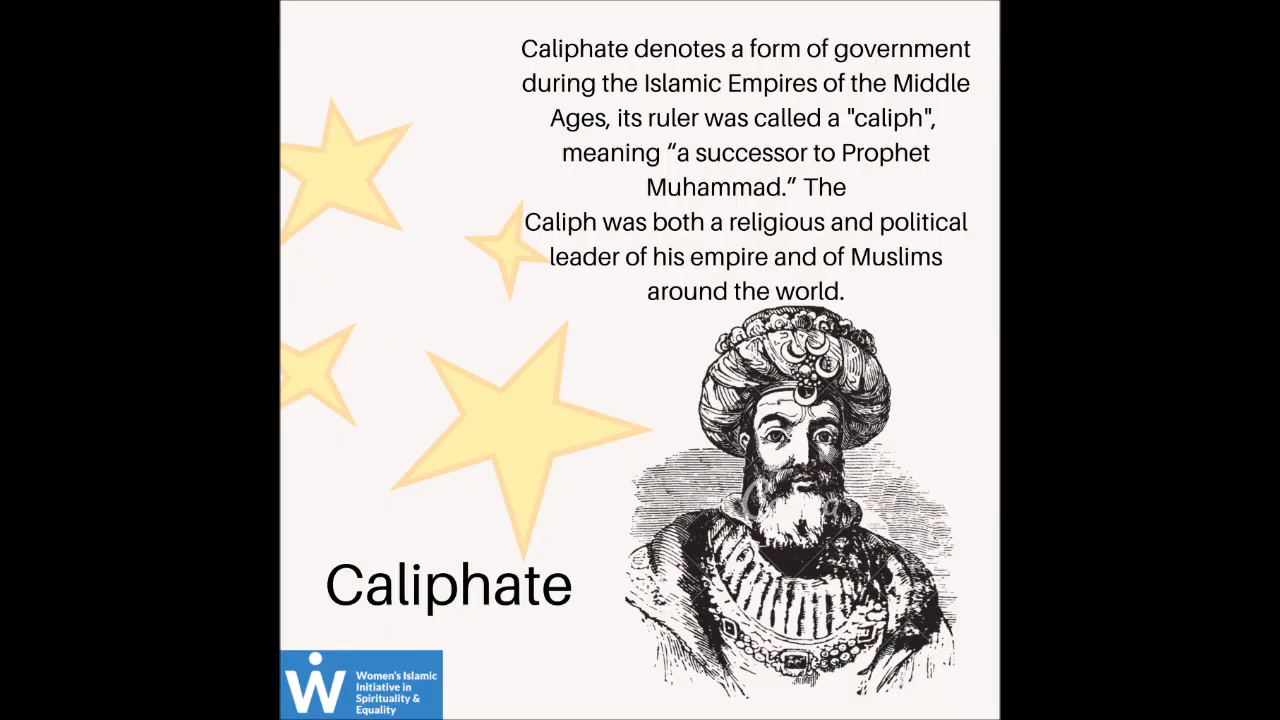 Caliphate denotes a form of government
during the Islamic Empires of the Middle
Ages, its ruler was called a "caliph",
meaning “a successor to Prophet
Muhammad.” The
Caliph was both a religious and political
leader of his empire and of Muslims
around the world.
Caliphate
W
Women's Islamic
Initiative in
Spirituality &
Equality